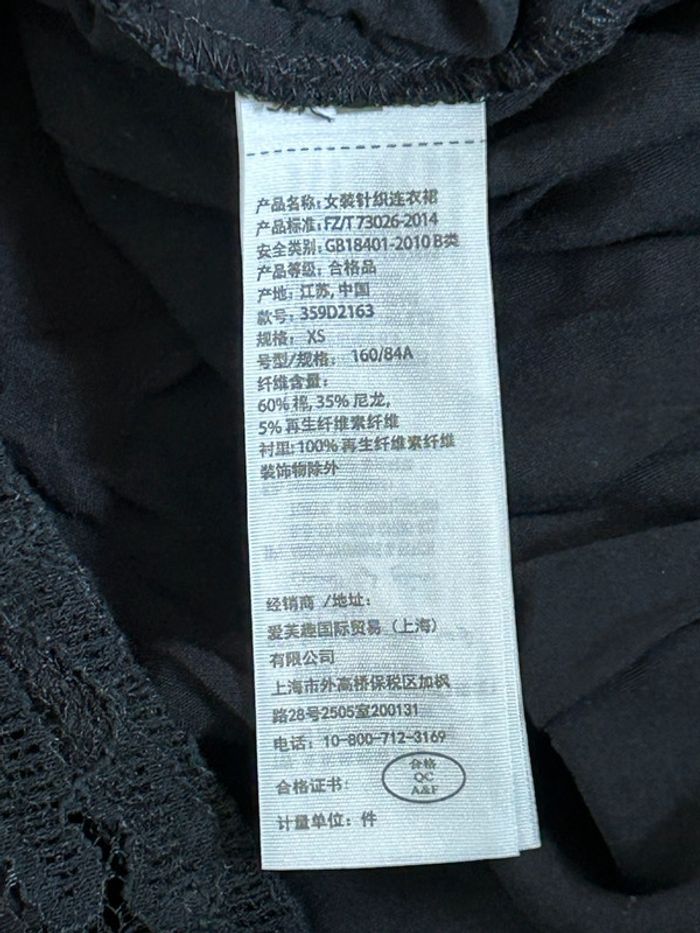 产品名称:女装针织连衣裙
产品标准:FZ/T 73026-2014
安全类别:GB18401-2010 B类
产品等级:合格品
产地:江苏,中国
款号:359D2163
规格: XS
号型/规格: 160/84A
纤维含量:
60% 棉,35% 尼龙,
5% 再生纤维素纤维
衬里:100% 再生纤维素纤维
装饰物除外
经销商 /地址:
爱芙趣国际贸易(上海)
有限公司
上海市外高桥保税区加枫
路28号2505室200131
电话: 10-800-712-3169
合格证书:
合格
QC
A&F
计量单位: 件